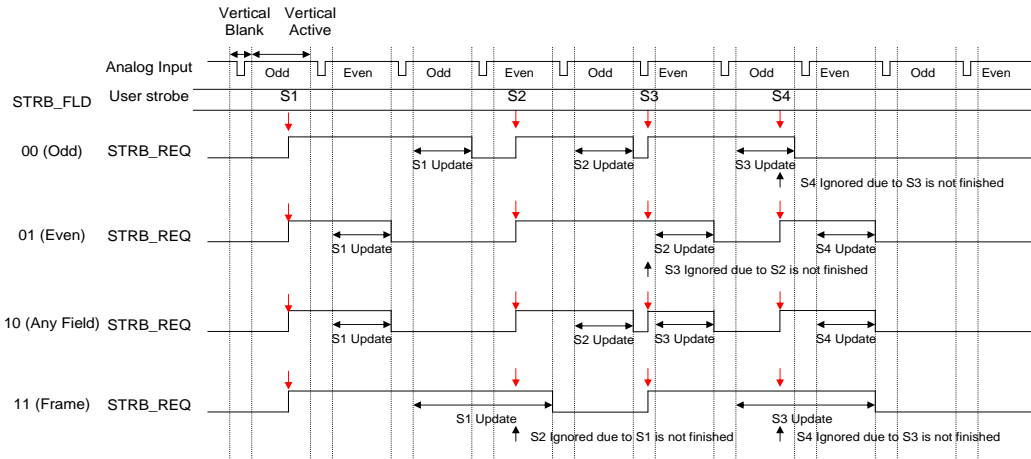 Vertical Blank
Vertical Active
Analog Input
Odd Even Odd Even Odd Even Odd Even Odd Even
STRB_FLD User strobe S1 S2 S3 S4
00 (Odd) STRB_REQ
S1 Update S2 Update S3 Update
S4 Ignored due to S3 is not finished
01 (Even) STRB_REQ
S1 Update S2 Update S4 Update
S3 Ignored due to S2 is not finished
10 (Any Field) STRB_REQ
S1 Update S2 Update S3 Update S4 Update
11 (Frame) STRB_REQ
S1 Update S3 Update
S2 Ignored due to S1 is not finished S4 Ignored due to S3 is not finished